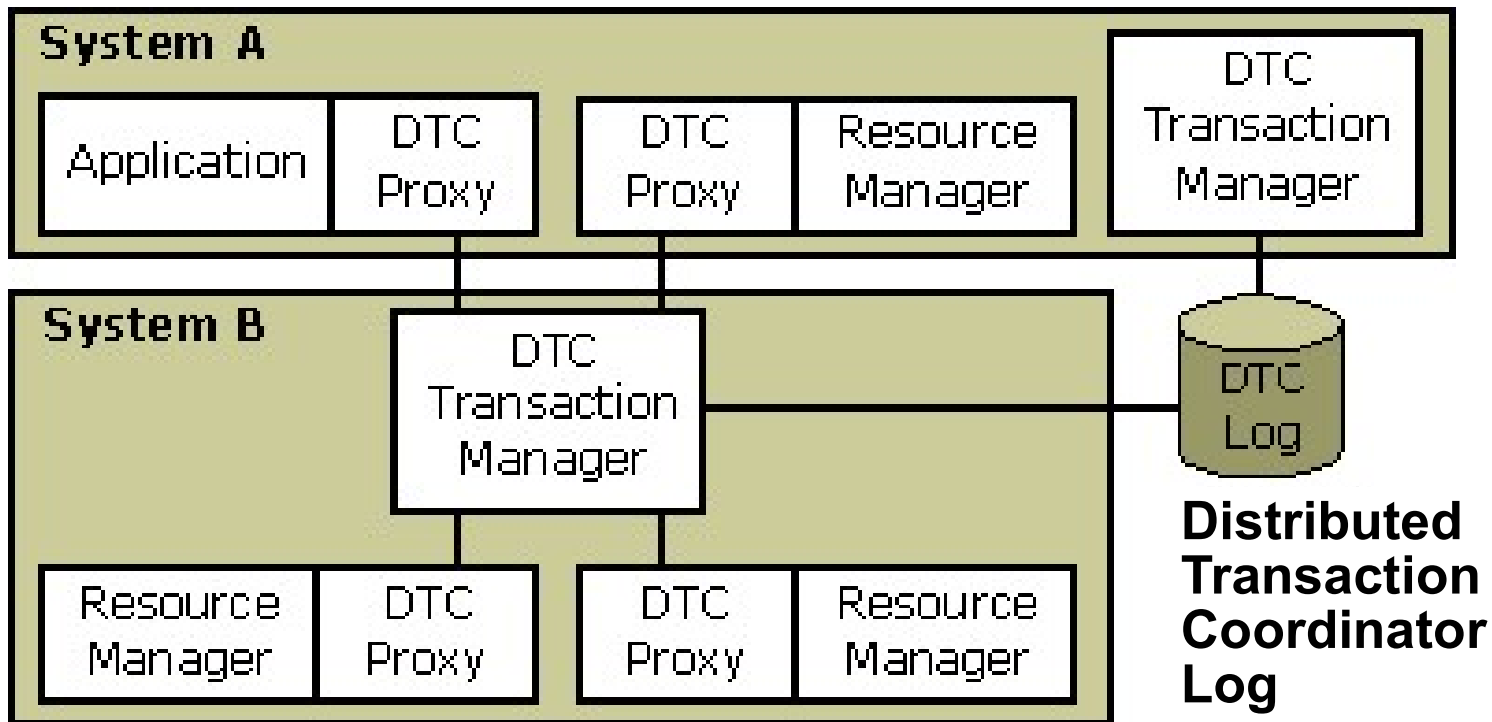 System A
Application
DTC
Proxy
DTC
Proxy
Resource
Manager
DTC
Transaction
Manager
System B
DTC
Transaction
Manager
DTC
Log
Distributed
Transaction
Coordinator
Log
Resource
Manager
DTC
Proxy
DTC
Proxy
Resource
Manager